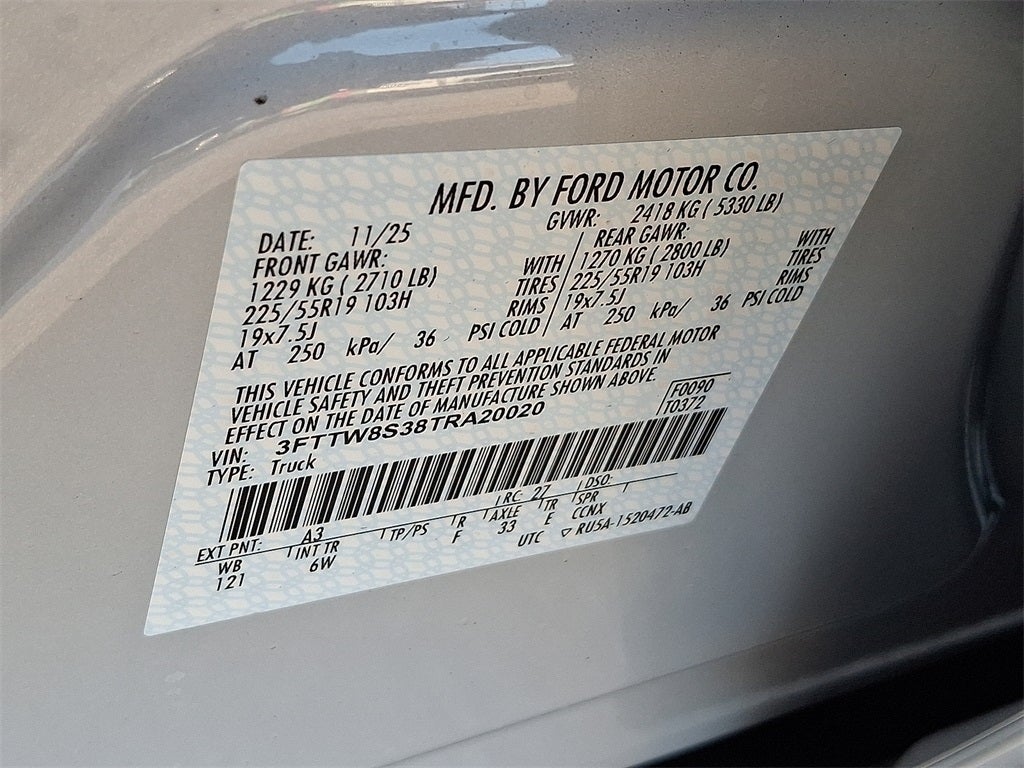 MFD. BY FORD MOTOR CO.
DATE: 11/25 GVWR: 2418 KG ( 5330 LB)
FRONT GAWR: REAR GAWR:
1229 KG ( 2710 LB) WITH 1270 KG ( 2800 LB) WITH
225/55R19 103H TIRES 225/55R19 103H TIRES
19x7.5J RIMS 19x7.5J RIMS
AT 250 kPa/ 36 PSI COLD AT 250 kPa/ 36 PSI COLD
THIS VEHICLE CONFORMS TO ALL APPLICABLE FEDERAL MOTOR
VEHICLE SAFETY AND THEFT PREVENTION STANDARDS IN
EFFECT ON THE DATE OF MANUFACTURE SHOWN ABOVE.
VIN: 3FTTW8S38TRA20020 F0090
TYPE: Truck T0372
EXT PNT: A3 RC: 27 DSO:
WB INT TR TP/PS R AXLE TR SPR
121 6W F 33 E CCNX
UTC ▽ RU5A-1520472-AB